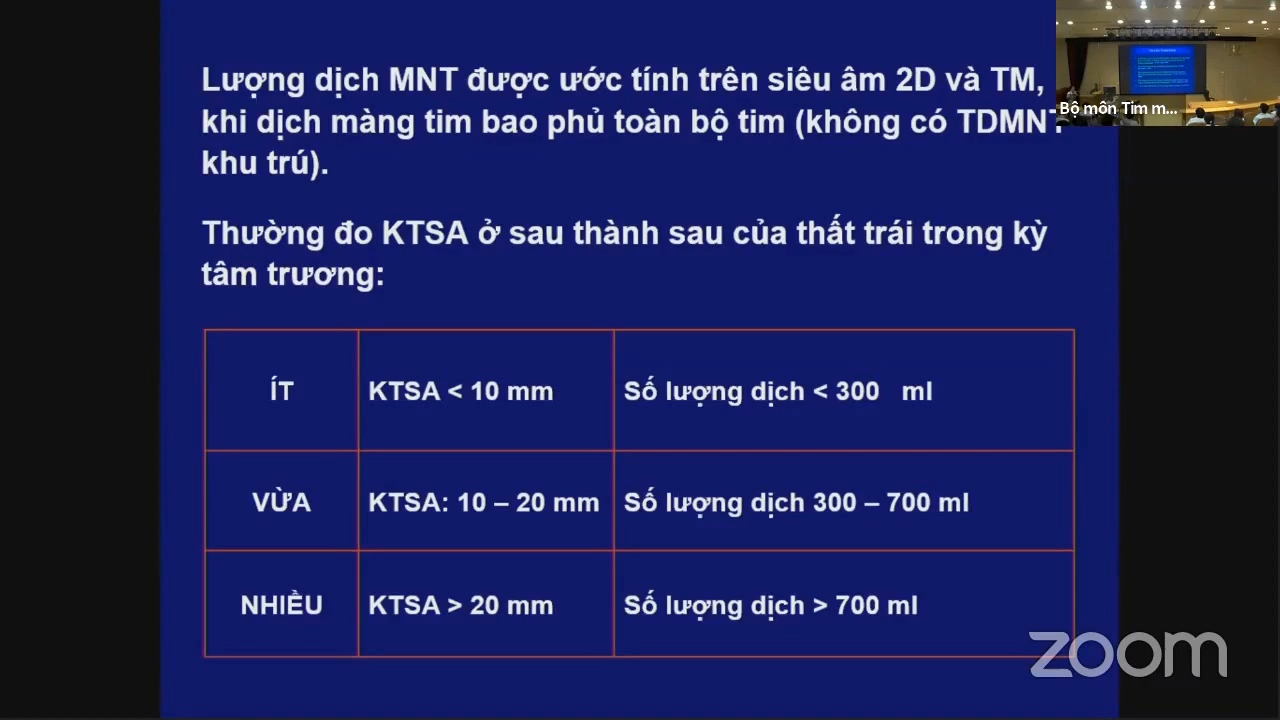 Lượng dịch MNT được ước tính trên siêu âm 2D và TM,
khi dịch màng tim bao phủ toàn bộ tim (không có TDMNT
khu trú).
Thường đo KTSA ở sau thành sau của thất trái trong kỳ
tâm trương:
ÍT KTSA < 10 mm Số lượng dịch < 300 ml
VỪA KTSA: 10 – 20 mm Số lượng dịch 300 – 700 ml
NHIỀU KTSA > 20 mm Số lượng dịch > 700 ml
Bộ môn Tim m...
zoom